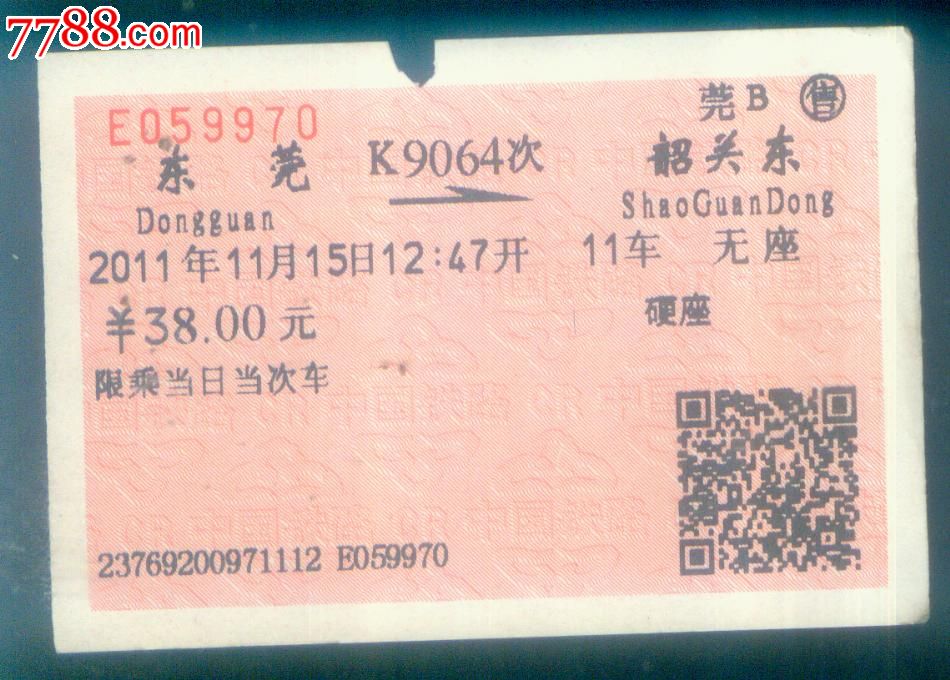 7788.com
E059970
莞B 售
东莞 K9064次 韶关东
Dongguan ShaoGuanDong
2011年11月15日12:47开 11车 无座
￥38.00元 硬座
限乘当日当次车
23769200971112 E059970